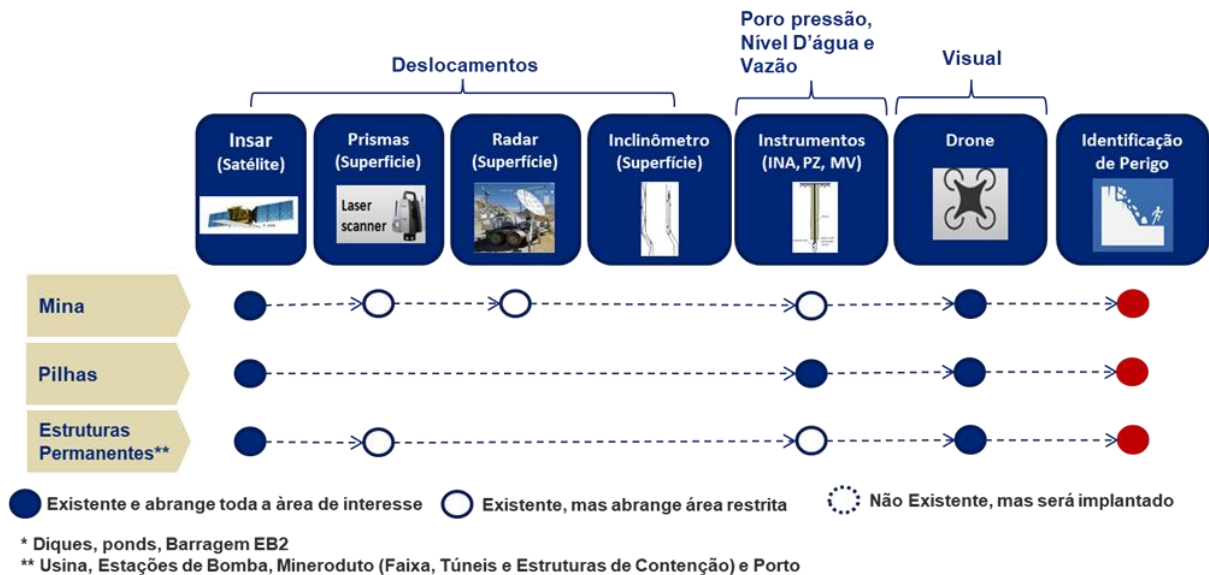 Poro pressão,
Nível D'água e
Vazão
Deslocamentos
Visual
Insar
(Satélite)
Prismas
(Superficie)
Laser
scanner
Radar
(Superfície)
Inclinômetro
(Superfície)
Instrumentos
(INA, PZ, MV)
Drone
Identificação
de Perigo
Mina
Pilhas
Estruturas
Permanentes**
Existente e abrange toda a àrea de interesse
Existente, mas abrange área restrita
Não Existente, mas será implantado
* Diques, ponds, Barragem EB2
** Usina, Estações de Bomba, Mineroduto (Faixa, Túneis e Estruturas de Contenção) e Porto